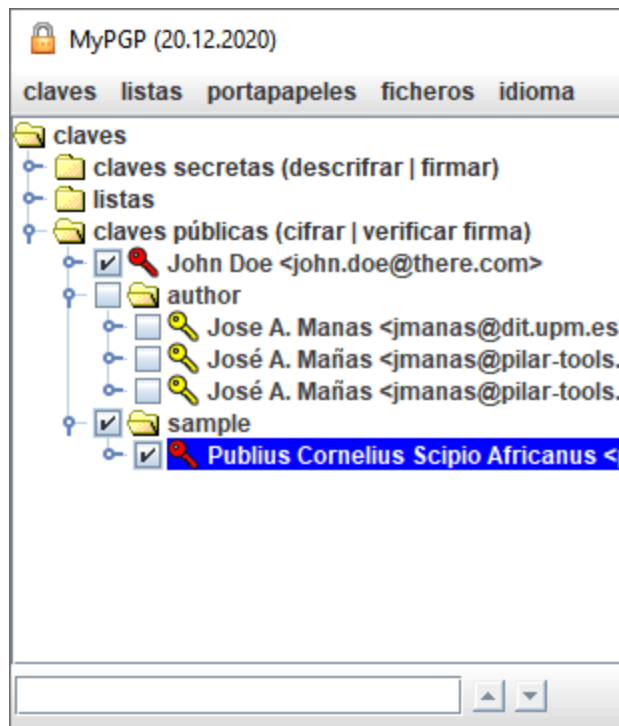 MyPGP (20.12.2020)
claves listas portapapeles ficheros idioma
claves
claves secretas (descrifrar | firmar)
listas
claves públicas (cifrar | verificar firma)
John Doe <john.doe@there.com>
author
Jose A. Manas <jmanas@dit.upm.es
José A. Mañas <jmanas@pilar-tools.
José A. Mañas <jmanas@pilar-tools.
sample
Publius Cornelius Scipio Africanus <